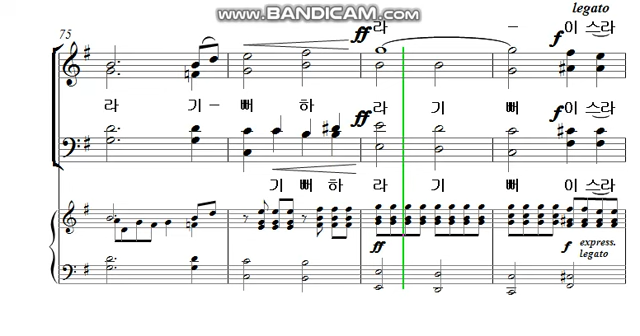 www.BANDICAM.com
legato
ff 라 - 이 스라
75
f
라 기 - 뻐 하 라 기 뻐 이 스라
ff
f
기 뻐 하 라 기 뻐 이 스라
ff f express.
legato